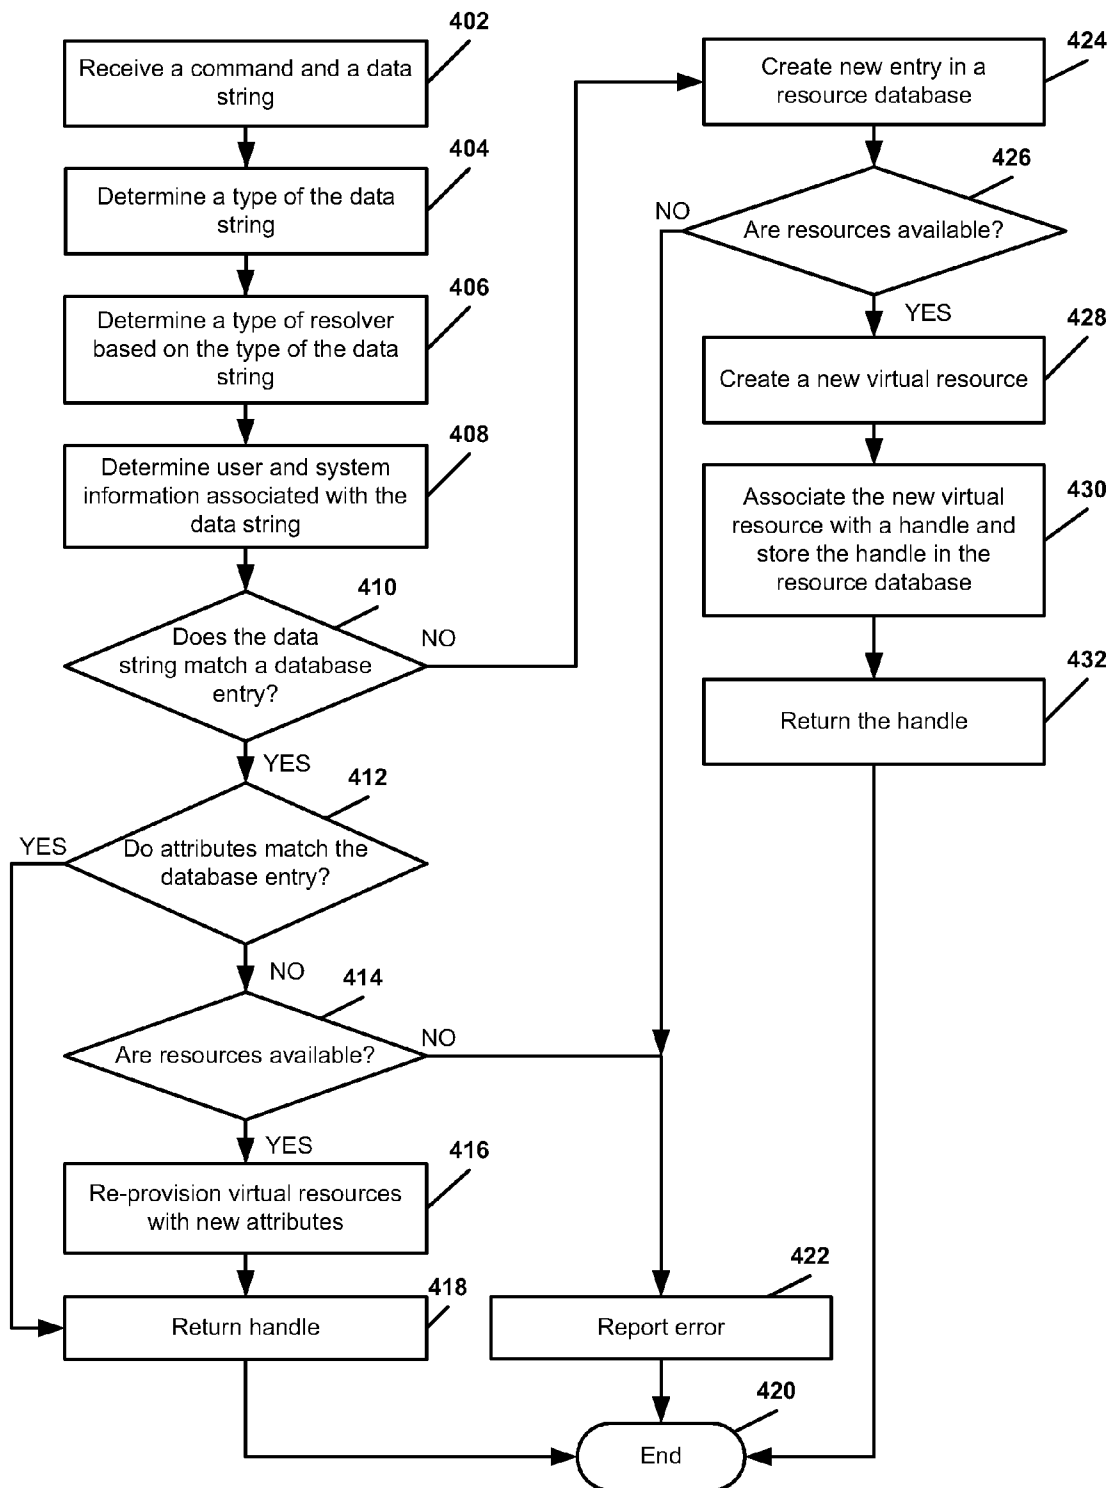 402
Receive a command and a data
string
404
Determine a type of the data
string
406
Determine a type of resolver
based on the type of the data
string
408
Determine user and system
information associated with the
data string
410
Does the data
string match a database
entry?
NO
YES
412
Do attributes match the
database entry?
YES
NO
414
Are resources available?
NO
YES
416
Re-provision virtual resources
with new attributes
418
Return handle
422
Report error
420
End
424
Create new entry in a
resource database
426
Are resources available?
NO
YES
428
Create a new virtual resource
430
Associate the new virtual
resource with a handle and
store the handle in the
resource database
432
Return the handle